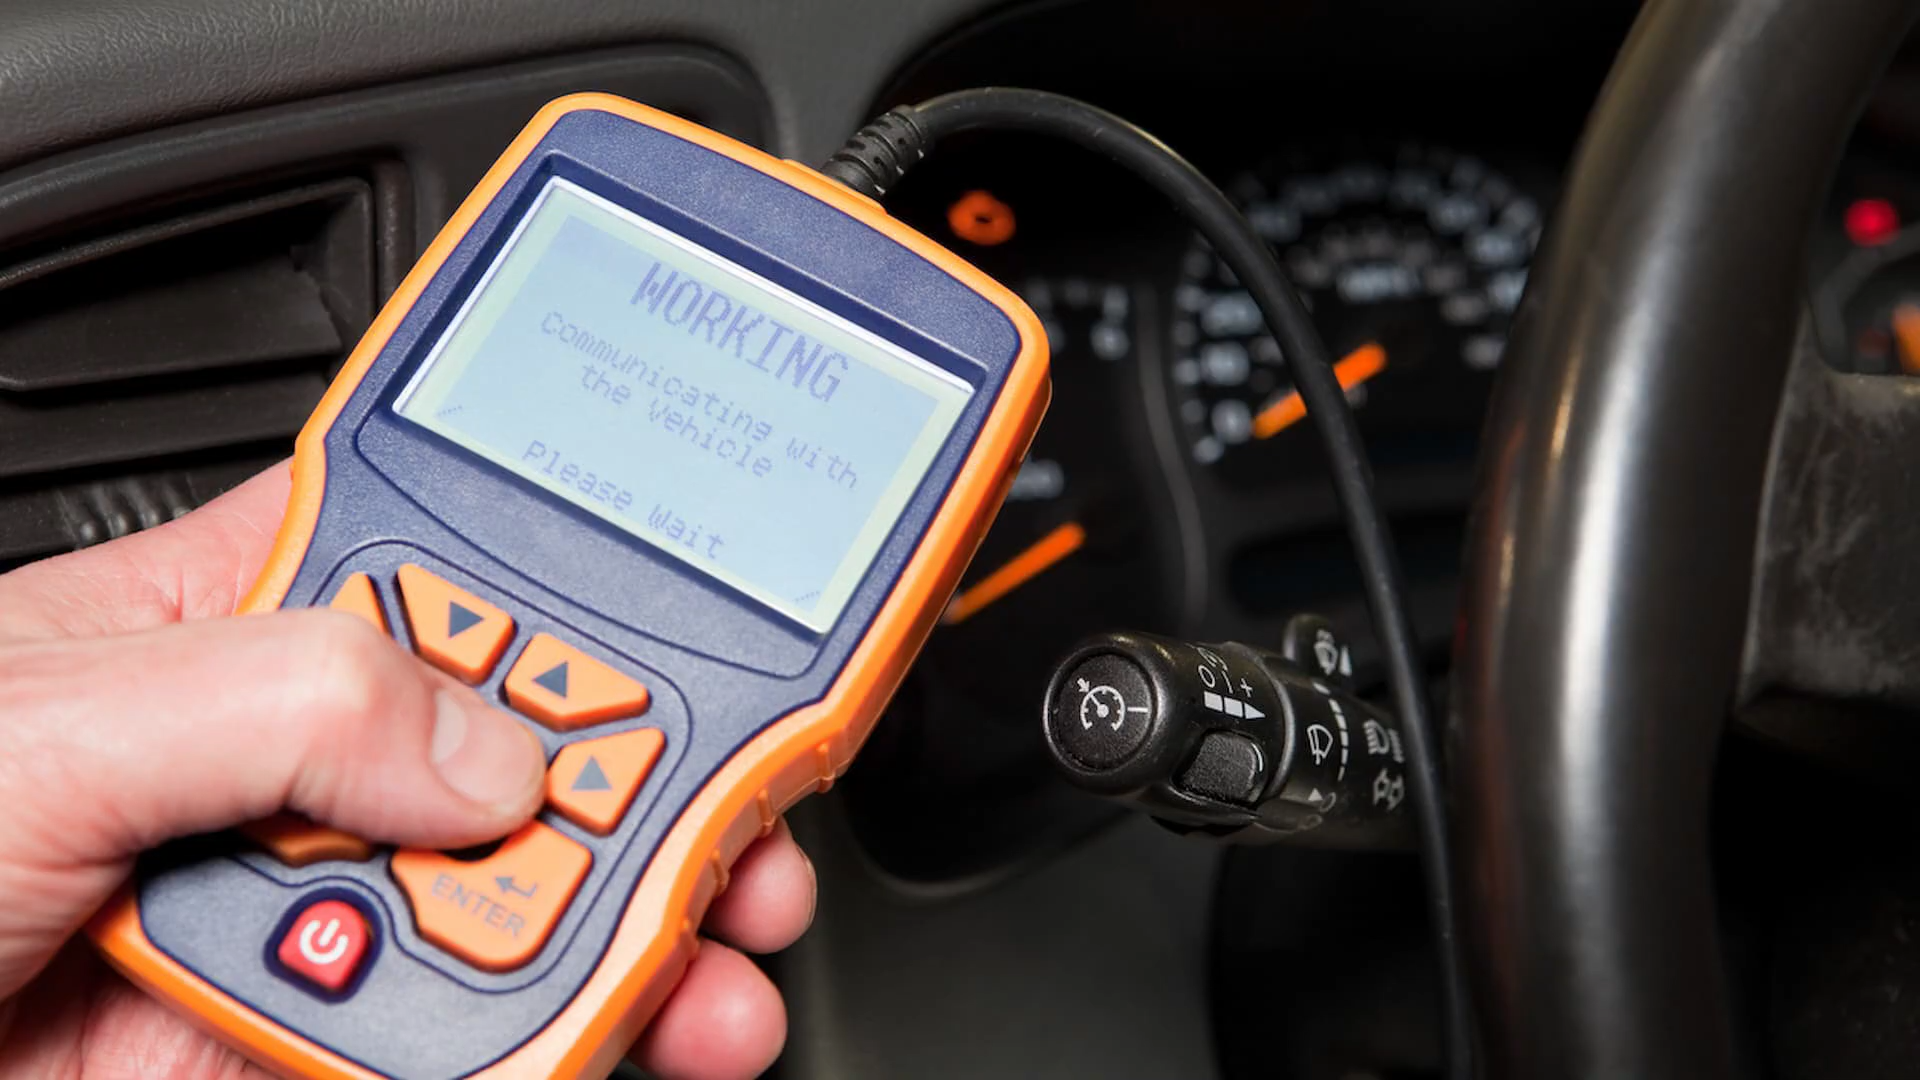 WORKING
Communicating with
the Vehicle
Please Wait
ENTER